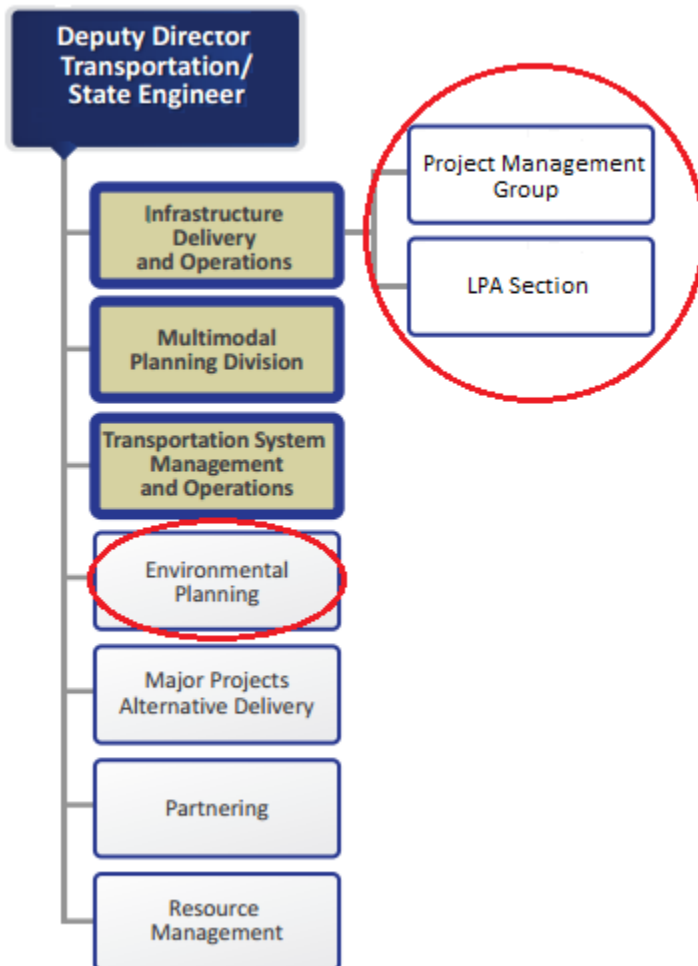 Deputy Director
Transportation/
State Engineer
Infrastructure
Delivery
and Operations
Project Management
Group
LPA Section
Multimodal
Planning Division
Transportation System
Management
and Operations
Environmental
Planning
Major Projects
Alternative Delivery
Partnering
Resource
Management